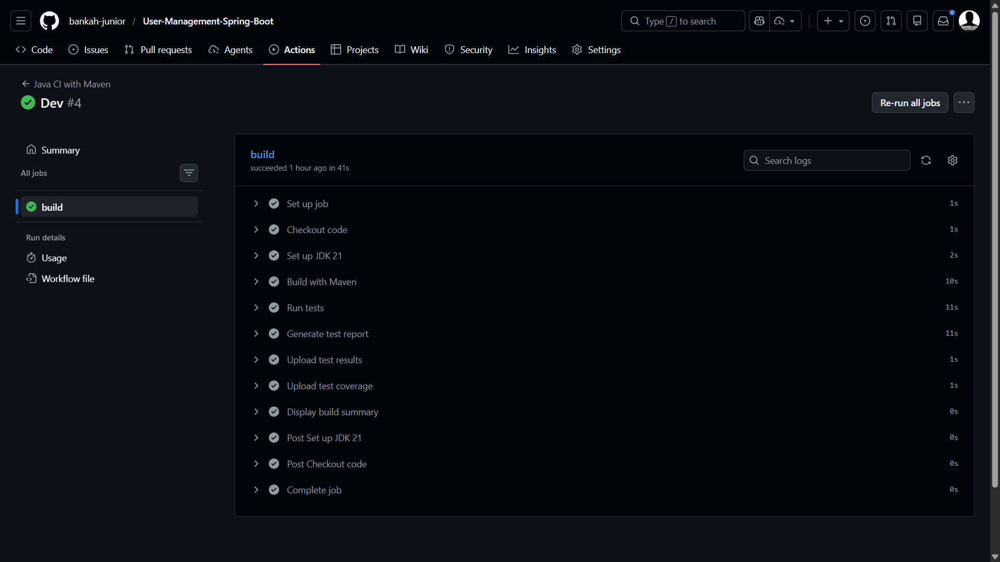 bankah-junior / User-Management-Spring-Boot
Type / to search
Code
Issues
Pull requests
Agents
Actions
Projects
Wiki
Security
Insights
Settings
Java CI with Maven
Dev #4
Re-run all jobs
Summary
All jobs
build
Run details
Usage
Workflow file
build
succeeded 1 hour ago in 41s
Search logs
Set up job 1s
Checkout code 1s
Set up JDK 21 2s
Build with Maven 10s
Run tests 11s
Generate test report 11s
Upload test results 1s
Upload test coverage 1s
Display build summary 0s
Post Set up JDK 21 0s
Post Checkout code 0s
Complete job 0s
BANKAH